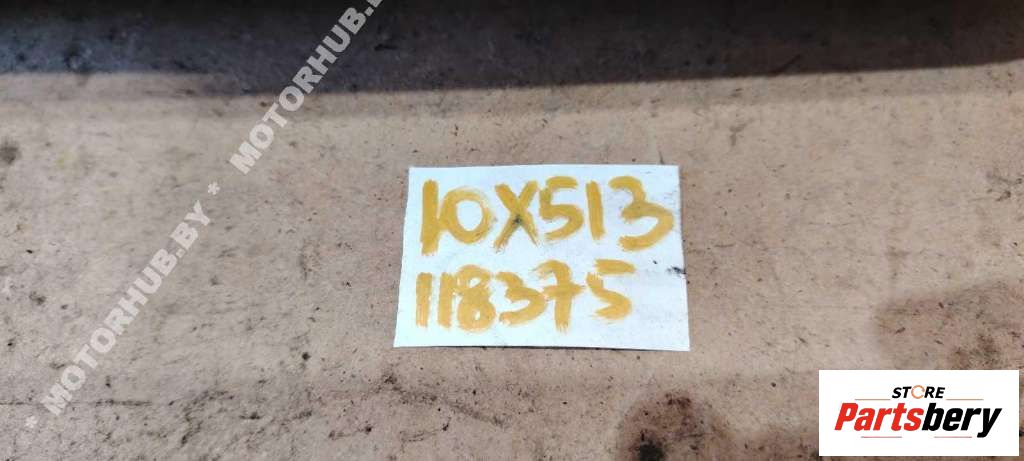 * MOTORHUB.BY * MOTORHUB.BY
10X513
118375
STORE
Partsbery